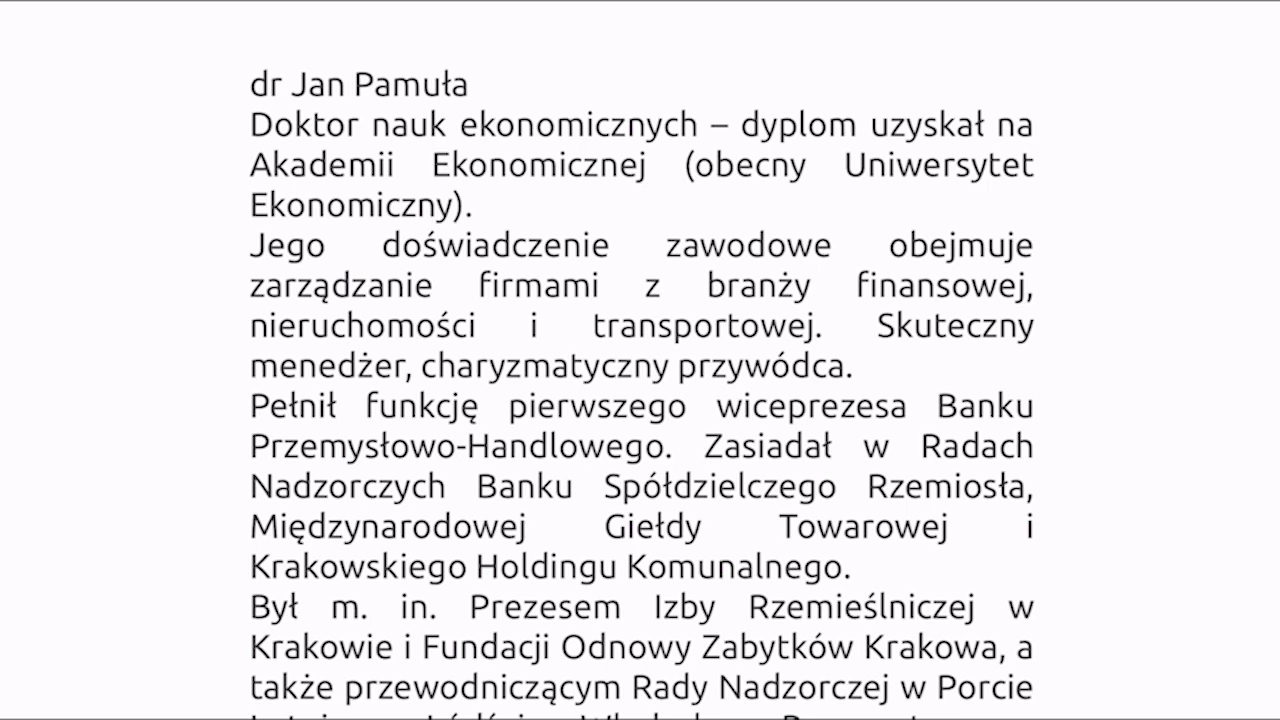 dr Jan Pamuła
Doktor nauk ekonomicznych – dyplom uzyskał na
Akademii Ekonomicznej (obecny Uniwersytet
Ekonomiczny).
Jego doświadczenie zawodowe obejmuje
zarządzanie firmami z branży finansowej,
nieruchomości i transportowej. Skuteczny
menedżer, charyzmatyczny przywódca.
Pełnił funkcję pierwszego wiceprezesa Banku
Przemysłowo-Handlowego. Zasiadał w Radach
Nadzorczych Banku Spółdzielczego Rzemiosła,
Międzynarodowej Giełdy Towarowej i
Krakowskiego Holdingu Komunalnego.
Był m. in. Prezesem Izby Rzemieślniczej w
Krakowie i Fundacji Odnowy Zabytków Krakowa, a
także przewodniczącym Rady Nadzorczej w Porcie